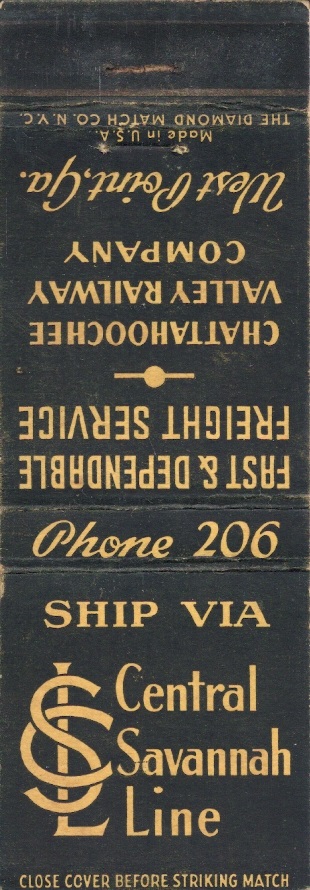 THE DIAMOND MATCH CO. N.Y.C.
Made in U.S.A.
West Point, Ga.
COMPANY
VALLEY RAILWAY
CHATTAHOOCHEE
FREIGHT SERVICE
FAST & DEPENDABLE
Phone 206
SHIP VIA
CSL
Central
Savannah
Line
CLOSE COVER BEFORE STRIKING MATCH